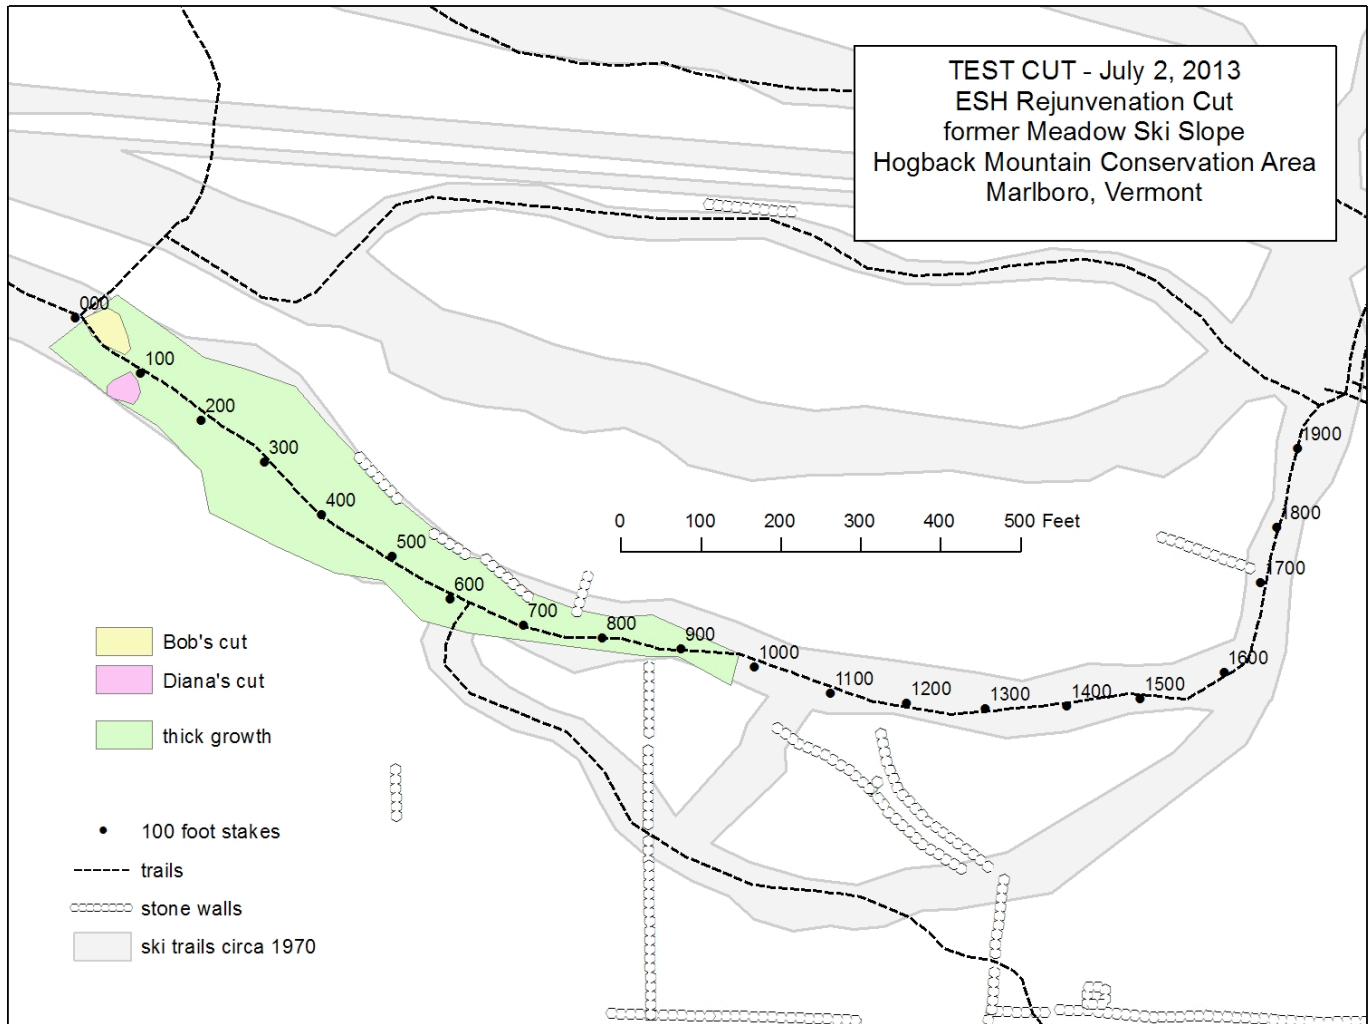 TEST CUT - July 2, 2013
ESH Rejunvenation Cut
former Meadow Ski Slope
Hogback Mountain Conservation Area
Marlboro, Vermont
000
100
200
300
400
500
600
700
800
900
1000
1100
1200
1300
1400
1500
1600
1700
1800
1900
0 100 200 300 400 500 Feet
Bob's cut
Diana's cut
thick growth
100 foot stakes
trails
stone walls
ski trails circa 1970